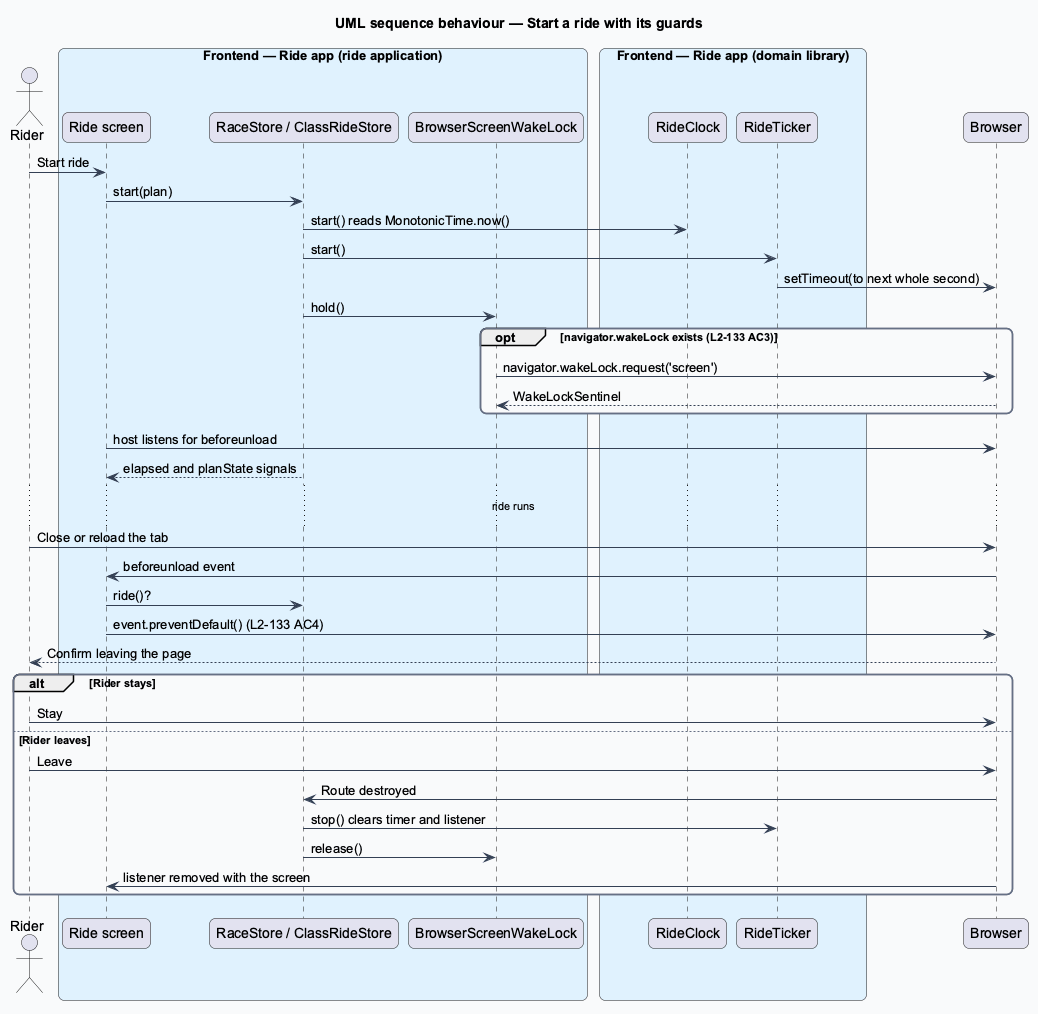 UML sequence behaviour — Start a ride with its guards
Frontend — Ride app (ride application)
Frontend — Ride app (domain library)
Rider
Ride screen
RaceStore / ClassRideStore
BrowserScreenWakeLock
RideClock
RideTicker
Browser
Start ride
start(plan)
start() reads MonotonicTime.now()
start()
setTimeout(to next whole second)
hold()
opt
[navigator.wakeLock exists (L2-133 AC3)]
navigator.wakeLock.request('screen')
WakeLockSentinel
host listens for beforeunload
elapsed and planState signals
ride runs
Close or reload the tab
beforeunload event
ride()?
event.preventDefault() (L2-133 AC4)
Confirm leaving the page
alt
[Rider stays]
Stay
[Rider leaves]
Leave
Route destroyed
stop() clears timer and listener
release()
listener removed with the screen
Rider
Ride screen
RaceStore / ClassRideStore
BrowserScreenWakeLock
RideClock
RideTicker
Browser